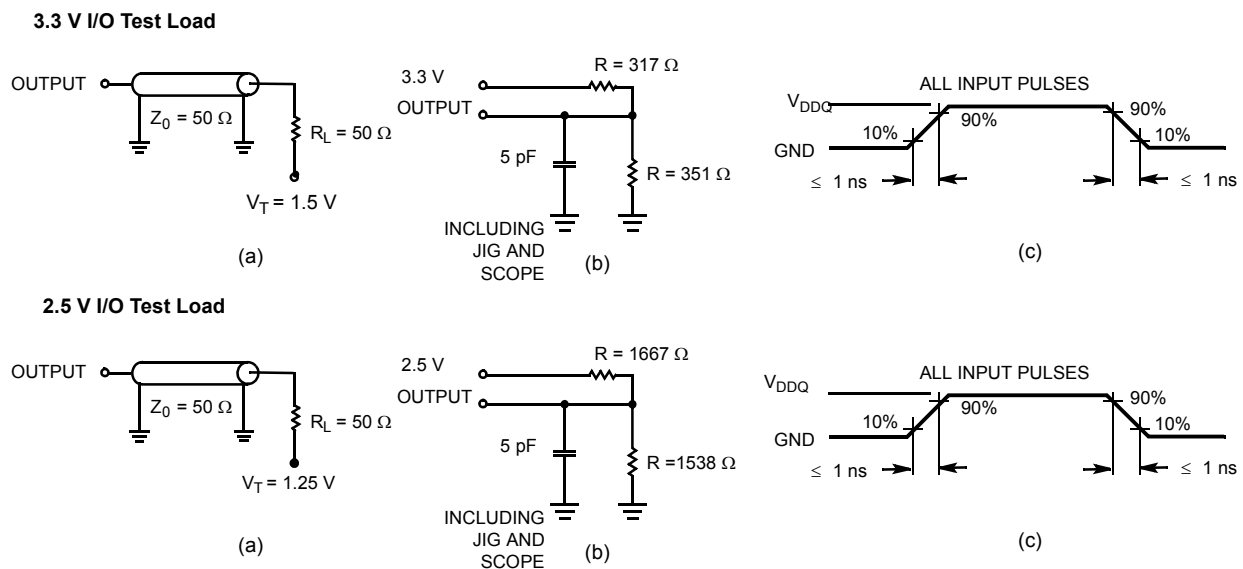 3.3 V I/O Test Load
OUTPUT
Z0 = 50 Ω
RL = 50 Ω
VT = 1.5 V
(a)
3.3 V
OUTPUT
R = 317 Ω
5 pF
R = 351 Ω
INCLUDING
JIG AND
SCOPE
(b)
ALL INPUT PULSES
VDDQ
GND
10%
90%
90%
10%
≤ 1 ns
≤ 1 ns
(c)
2.5 V I/O Test Load
OUTPUT
Z0 = 50 Ω
RL = 50 Ω
VT = 1.25 V
(a)
2.5 V
OUTPUT
R = 1667 Ω
5 pF
R =1538 Ω
INCLUDING
JIG AND
SCOPE
(b)
ALL INPUT PULSES
VDDQ
GND
10%
90%
90%
10%
≤ 1 ns
≤ 1 ns
(c)